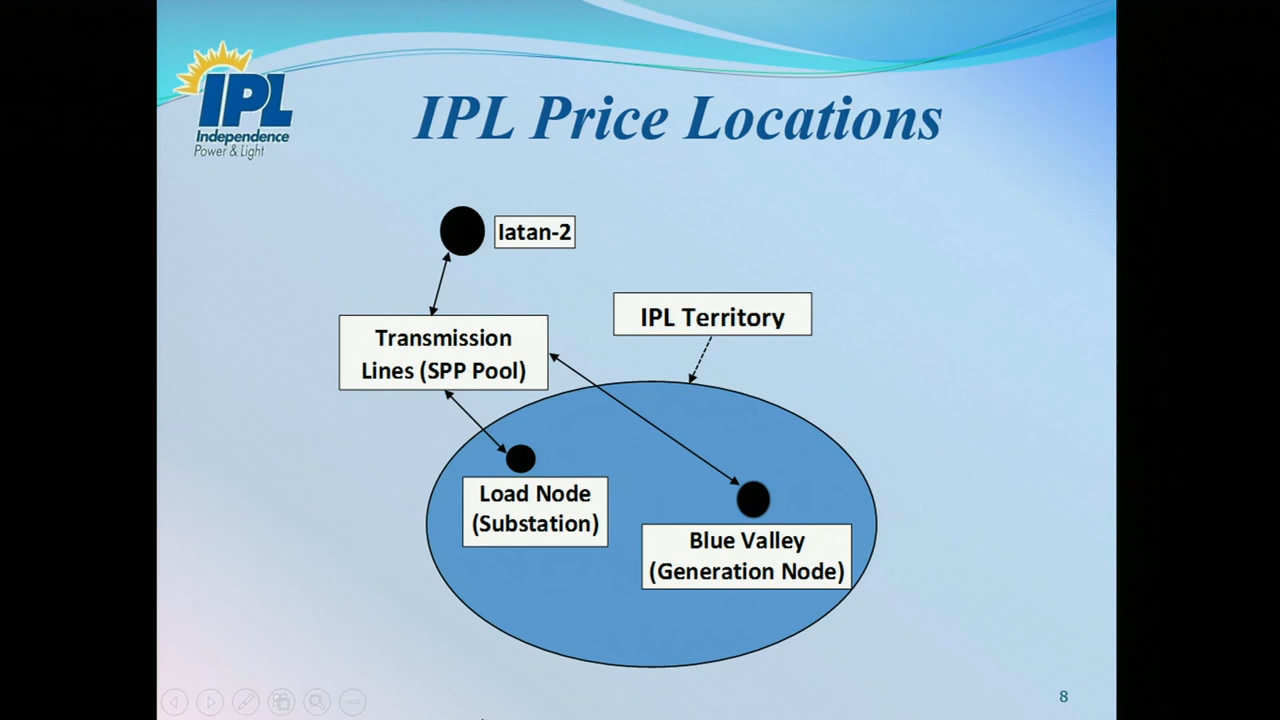 IPL
Independence
Power & Light
IPL Price Locations
Iatan-2
IPL Territory
Transmission
Lines (SPP Pool)
Load Node
(Substation)
Blue Valley
(Generation Node)
8